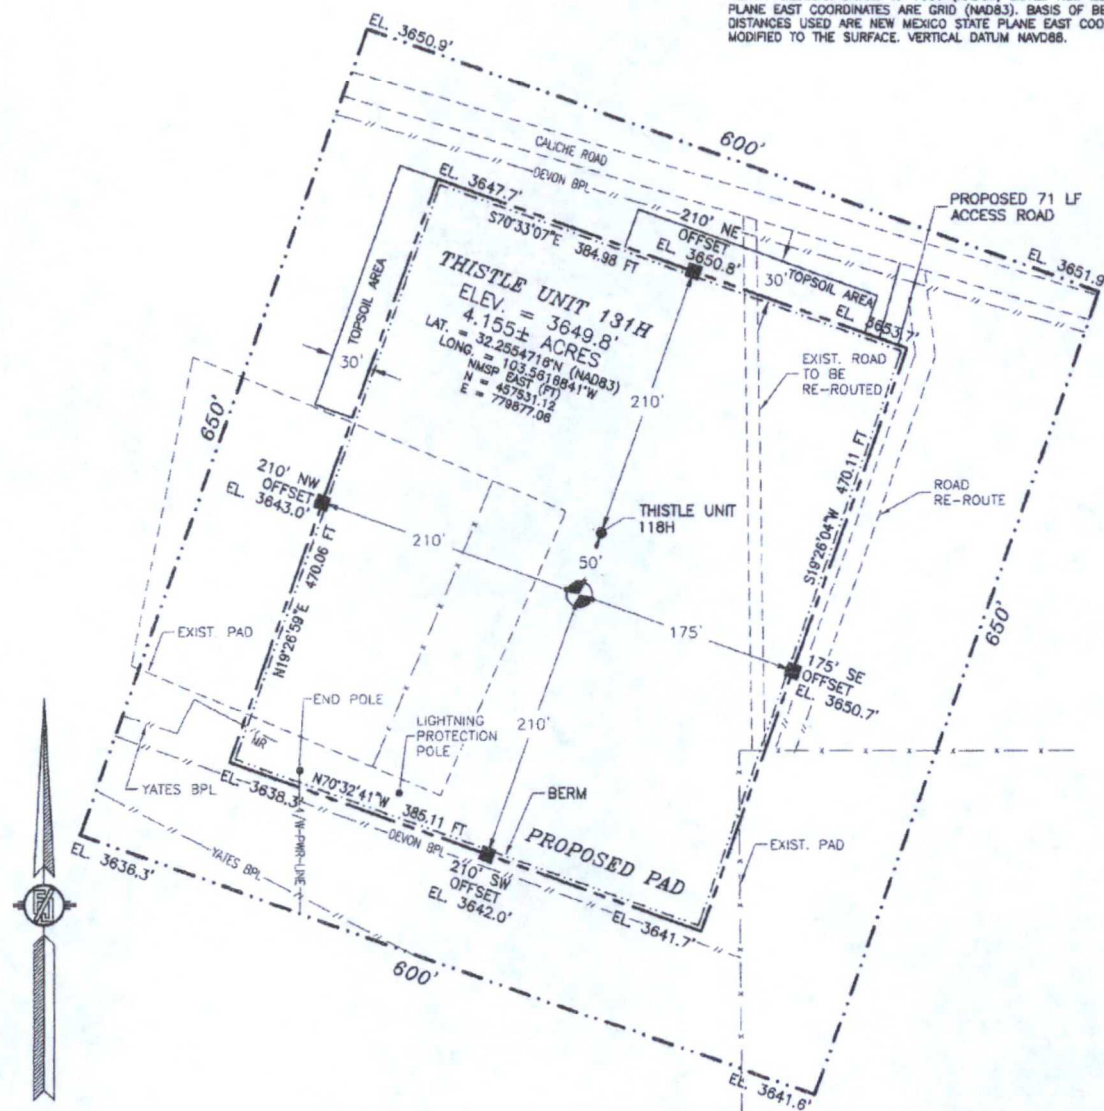 PLANE EAST COORDINATES ARE GRID (NAD83). BASIS OF BE
DISTANCES USED ARE NEW MEXICO STATE PLANE EAST COO
MODIFIED TO THE SURFACE. VERTICAL DATUM NAVD88.
EL. 3650.9'
600'
CALICHE ROAD
DEVON BPL
EL. 3647.7'
S70°33'07"E 364.98 FT
210' NE
OFFSET
EL. 3650.8'
30'
TOPSOIL AREA
PROPOSED 71 LF
ACCESS ROAD
EL. 3651.9'
EL. 3653.7'
TOPSOIL AREA
30'
THISTLE UNIT 131H
ELEV. = 3649.8'
4.155± ACRES
LAT. = 32.2554716°N (NAD83)
LONG. = 103.5616841°W
NMSP EAST (FT)
N = 457531.12
E = 779877.06
EXIST. ROAD
TO BE
RE-ROUTED
210'
650'
210' NW
OFFSET
EL. 3643.0'
210'
THISTLE UNIT
118H
50'
S19°26'04"W 470.11 FT
ROAD
RE-ROUTE
175'
650'
N19°26'59"E 470.06 FT
EXIST. PAD
175' SE
OFFSET
EL. 3650.7'
END POLE
LIGHTNING
PROTECTION
POLE
210'
MR
YATES BPL
EL. 3638.3'
N70°32'41"W 385.11 FT
BERM
DEVON BPL
PROPOSED PAD
EXIST. PAD
EL. 3636.3'
YATES BPL
210' SW
OFFSET
EL. 3642.0'
EL. 3641.7'
600'
EL. 3641.6'